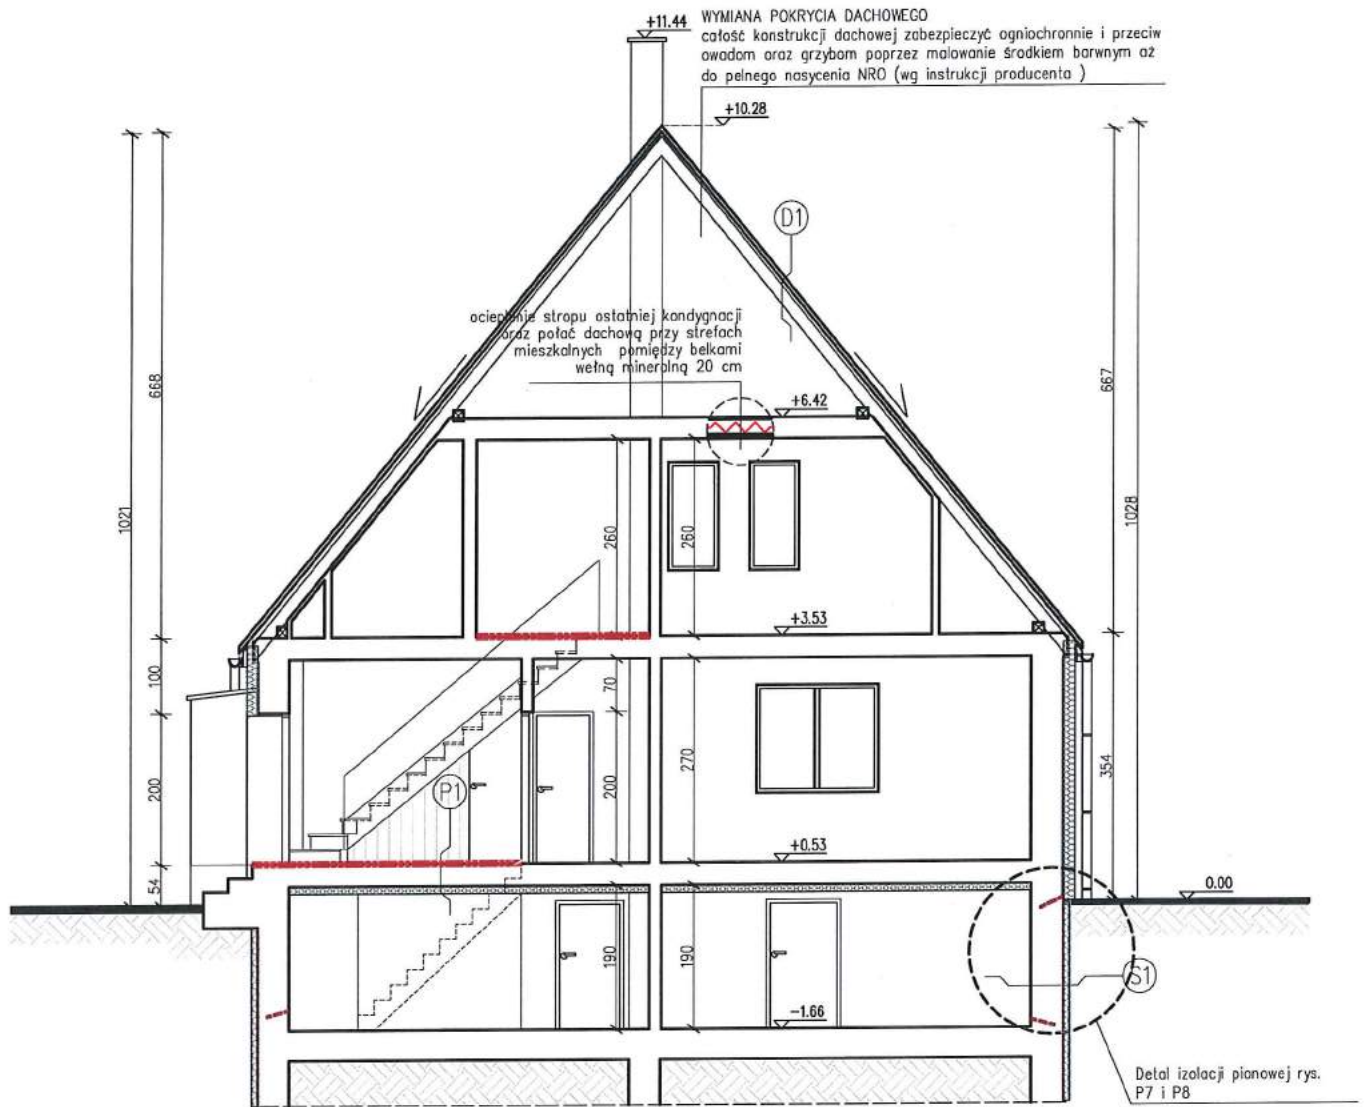 +11.44
WYMIANA POKRYCIA DACHOWEGO
całość konstrukcji dachowej zabezpieczyć ogniochronnie i przeciw
owadom oraz grzybom poprzez malowanie środkiem barwnym aż
do pełnego nasycenia NRO (wg instrukcji producenta )
+10.28
D1
ocieplenie stropu ostatniej kondygnacji
oraz połać dachową przy strefach
mieszkalnych pomiędzy belkami
wełną mineralną 20 cm
668
667
+6.42
1021
1028
260
260
+3.53
100
70
270
354
200
P1
200
+0.53
54
0.00
190
190
S1
-1.66
Detal izolacji pionowej rys.
P7 i P8